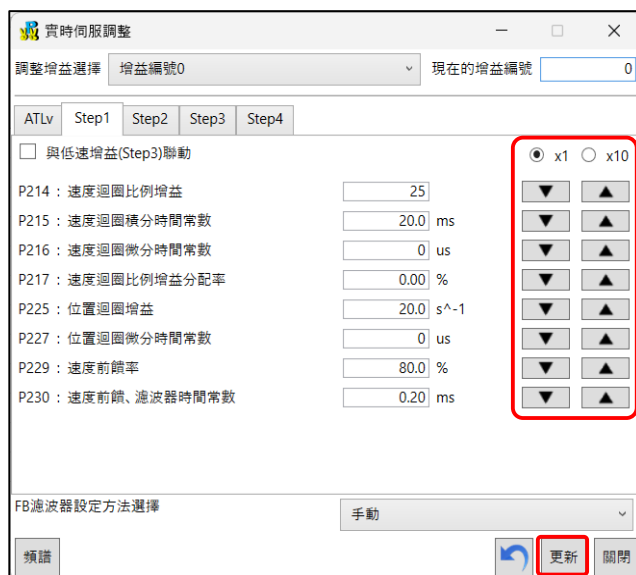 實時伺服調整
調整增益選擇 增益編號0 現在的增益編號 0
ATLv Step1 Step2 Step3 Step4
與低速增益(Step3)聯動 x1 x10
P214 : 速度迴圈比例增益 25
P215 : 速度迴圈積分時間常數 20.0 ms
P216 : 速度迴圈微分時間常數 0 us
P217 : 速度迴圈比例增益分配率 0.00 %
P225 : 位置迴圈增益 20.0 s^-1
P227 : 位置迴圈微分時間常數 0 us
P229 : 速度前饋率 80.0 %
P230 : 速度前饋、濾波器時間常數 0.20 ms
FB濾波器設定方法選擇 手動
頻譜 更新 關閉